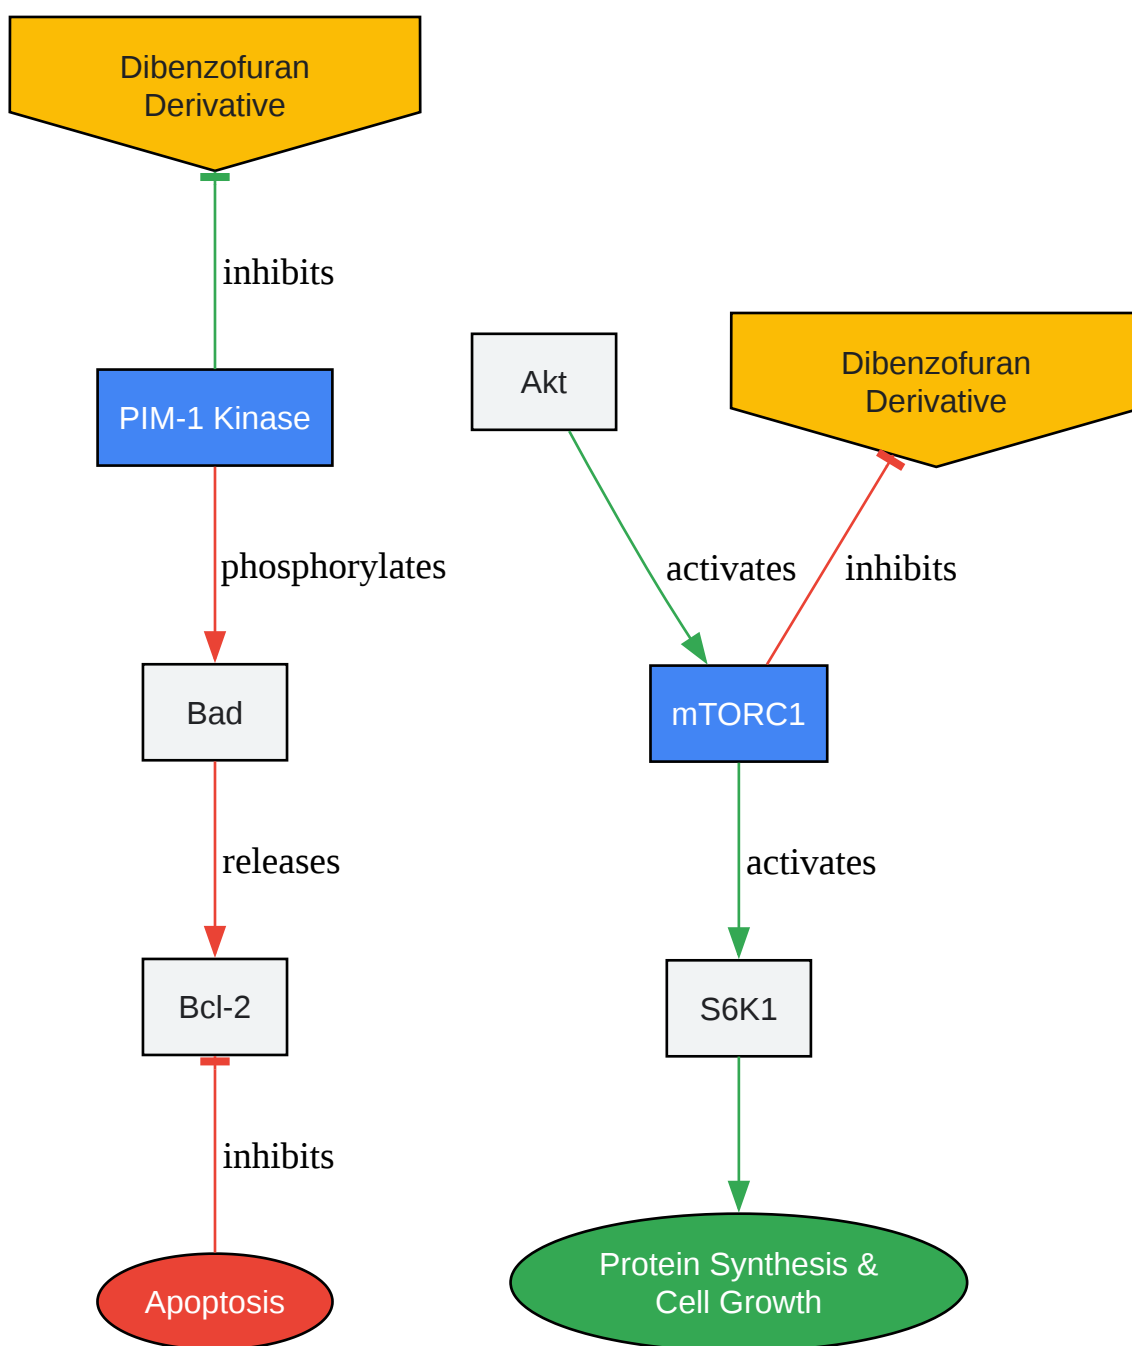 Dibenzofuran
Derivative
inhibits
PIM-1 Kinase
phosphorylates
Bad
releases
Bcl-2
inhibits
Apoptosis
Akt
Dibenzofuran
Derivative
activates
inhibits
mTORC1
activates
S6K1
Protein Synthesis &
Cell Growth